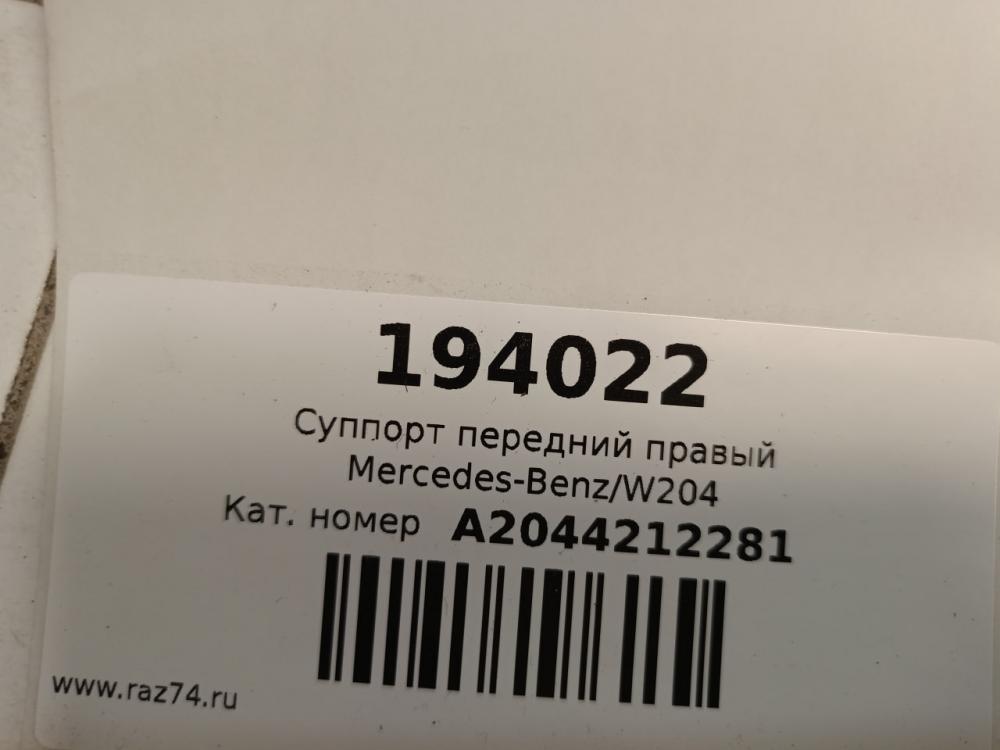 194022
Суппорт передний правый
Mercedes-Benz/W204
Кат. номер A2044212281
www.raz74.ru